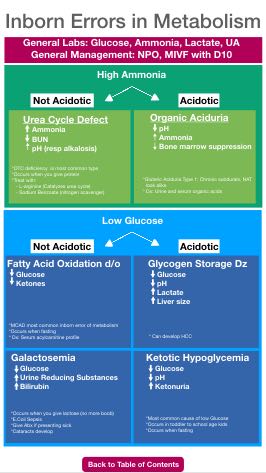 Inborn Errors in Metabolism
General Labs: Glucose, Ammonia, Lactate, UA
General Management: NPO, MIVF with D10
High Ammonia
Not Acidotic
Acidotic
Urea Cycle Defect
↑ Ammonia
↓ BUN
↑ pH (resp alkalosis)
*OTC deficiency is most common type
*Occurs when you give protein
*Treat with
- L-arginine (Catalyzes urea cycle)
- Sodium Benzoate (nitrogen scavenger)
Organic Aciduria
↓ pH
↑ Ammonia
↓ Bone marrow suppression
*Glutaric Aciduria Type 1: Chronic subdurals, NAT
look alike
* Dx: Urine and serum organic acids
Low Glucose
Not Acidotic
Acidotic
Fatty Acid Oxidation d/o
↓ Glucose
↓ Ketones
*MCAD most common inborn error of metabolism
*Occurs when fasting
* Dx: Serum acylcarnitine profile
Glycogen Storage Dz
↓ Glucose
↓ pH
↑ Lactate
↑ Liver size
* Can develop HCC
Galactosemia
↓ Glucose
↑ Urine Reducing Substances
↑ Bilirubin
*Occurs when you give lactose (no more boob)
*E.Coli Sepsis
*Give Abx if presenting sick
*Cataracts develop
Ketotic Hypoglycemia
↓ Glucose
↓ pH
↑ Ketonuria
*Most common cause of low Glucose
*Occurs in toddler to school age kids
*Occurs when fasting
Back to Table of Contents